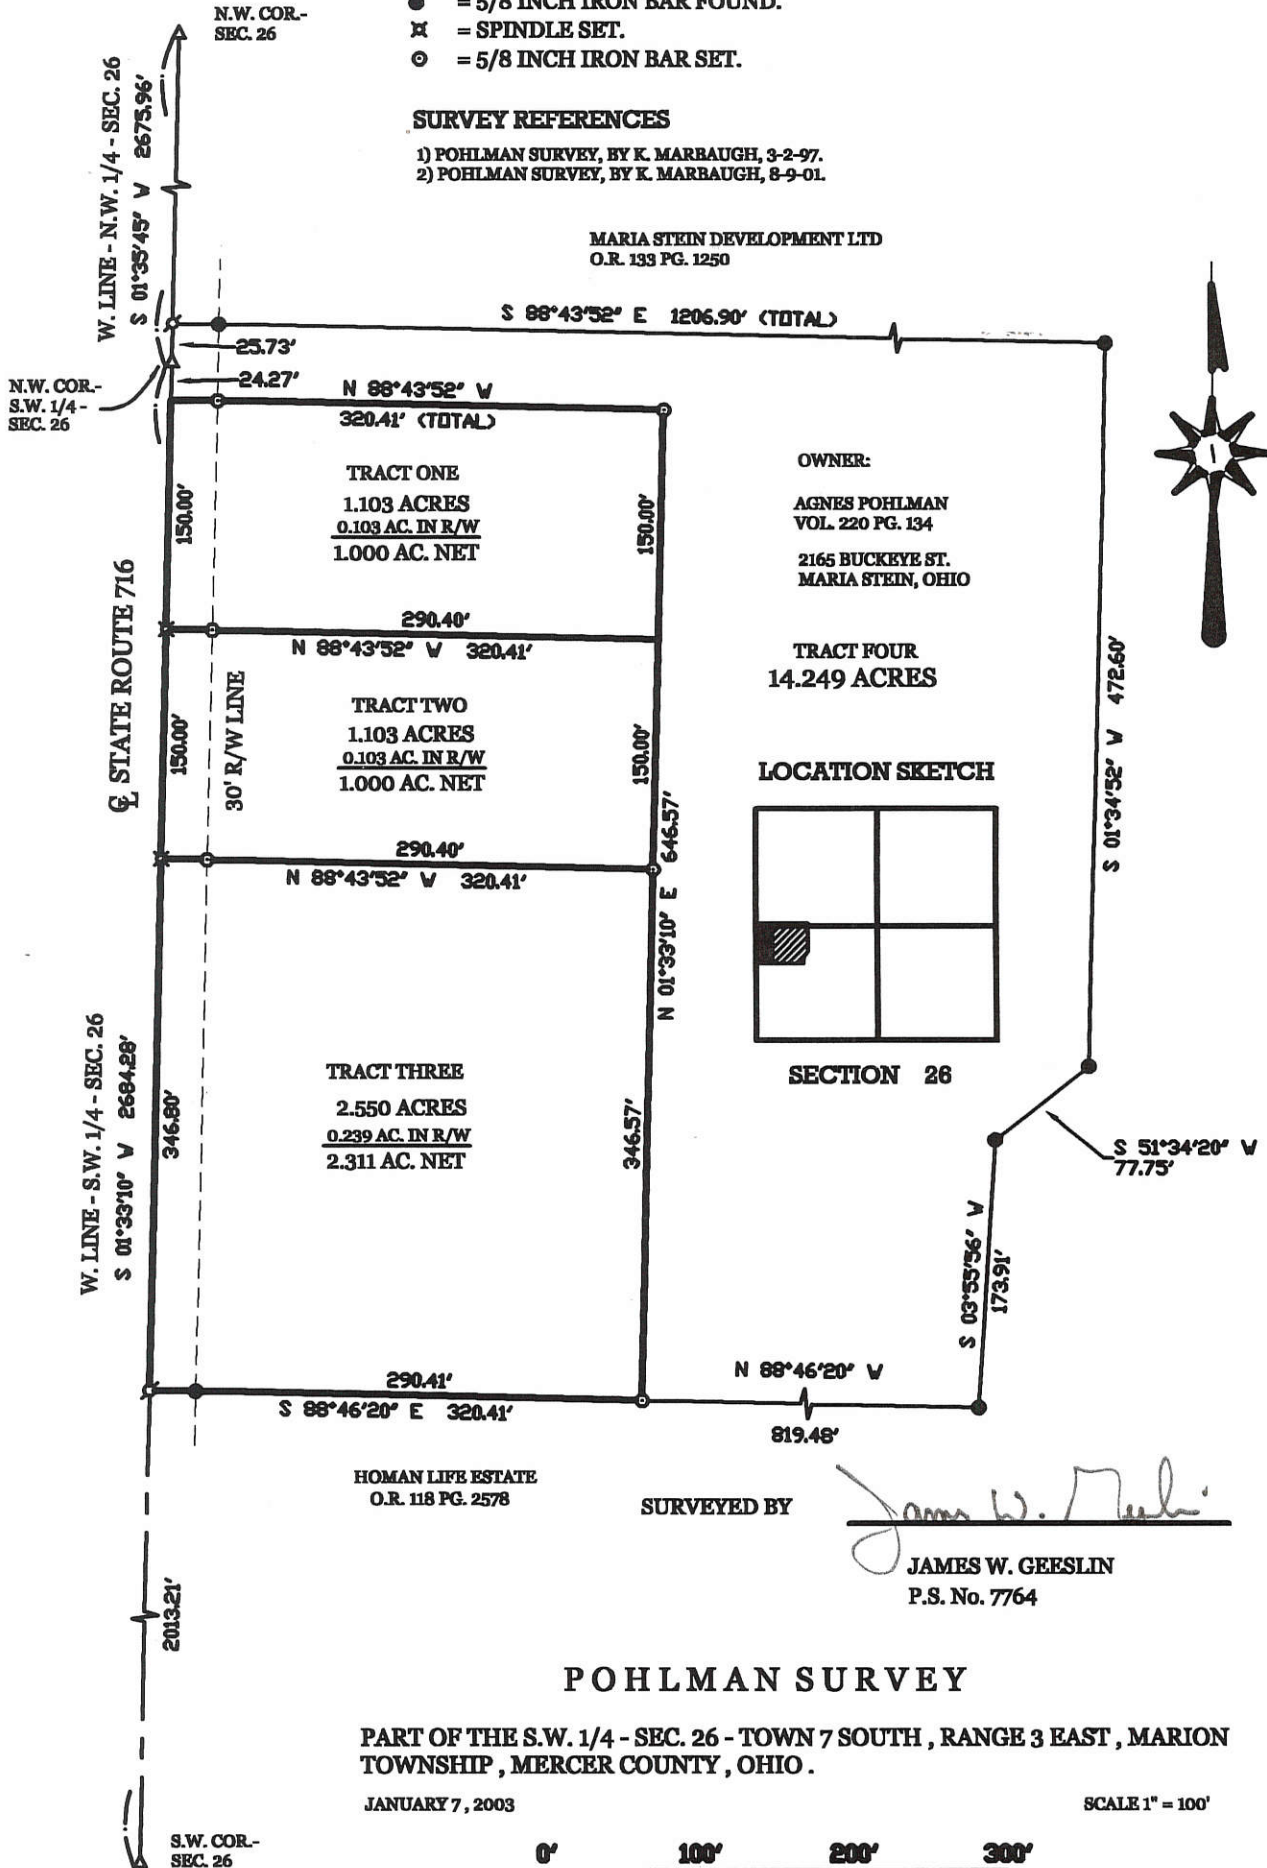 N.W. COR.-
SEC. 26
● = 5/8 INCH IRON BAR FOUND.
= SPINDLE SET.
= 5/8 INCH IRON BAR SET.
SURVEY REFERENCES
1) POHLMAN SURVEY, BY K. MARBAUGH, 3-2-97.
2) POHLMAN SURVEY, BY K. MARBAUGH, 8-9-01.
W. LINE - N.W. 1/4 - SEC. 26
S 01°35'45" W 2675.96'
MARIA STEIN DEVELOPMENT LTD
O.R. 133 PG. 1250
S 88°43'52" E 1206.90' (TOTAL)
25.73'
24.27'
N.W. COR.-
S.W. 1/4 -
SEC. 26
N 88°43'52" W
320.41' (TOTAL)
TRACT ONE
1.103 ACRES
0.103 AC. IN R/W
1.000 AC. NET
150.00'
150.00'
OWNER:
AGNES POHLMAN
VOL. 220 PG. 134
2165 BUCKEYE ST.
MARIA STEIN, OHIO
TRACT FOUR
14.249 ACRES
S 01°34'52" W 472.60'
℄ STATE ROUTE 716
290.40'
N 88°43'52" W 320.41'
30' R/W LINE
TRACT TWO
1.103 ACRES
0.103 AC. IN R/W
1.000 AC. NET
150.00'
150.00'
N 01°33'10" E 646.57'
LOCATION SKETCH
SECTION 26
290.40'
N 88°43'52" W 320.41'
W. LINE - S.W. 1/4 - SEC. 26
S 01°33'10" W 2684.28'
346.80'
TRACT THREE
2.550 ACRES
0.239 AC. IN R/W
2.311 AC. NET
346.57'
S 51°34'20" W
77.75'
S 03°55'56" W
173.91'
290.41'
S 88°46'20" E 320.41'
N 88°46'20" W
819.48'
HOMAN LIFE ESTATE
O.R. 118 PG. 2578
SURVEYED BY
James W. Geeslin
JAMES W. GEESLIN
P.S. No. 7764
2013.21'
POHLMAN SURVEY
PART OF THE S.W. 1/4 - SEC. 26 - TOWN 7 SOUTH , RANGE 3 EAST , MARION
TOWNSHIP , MERCER COUNTY , OHIO .
JANUARY 7 , 2003
SCALE 1" = 100'
S.W. COR.-
SEC. 26
0' 100' 200' 300'